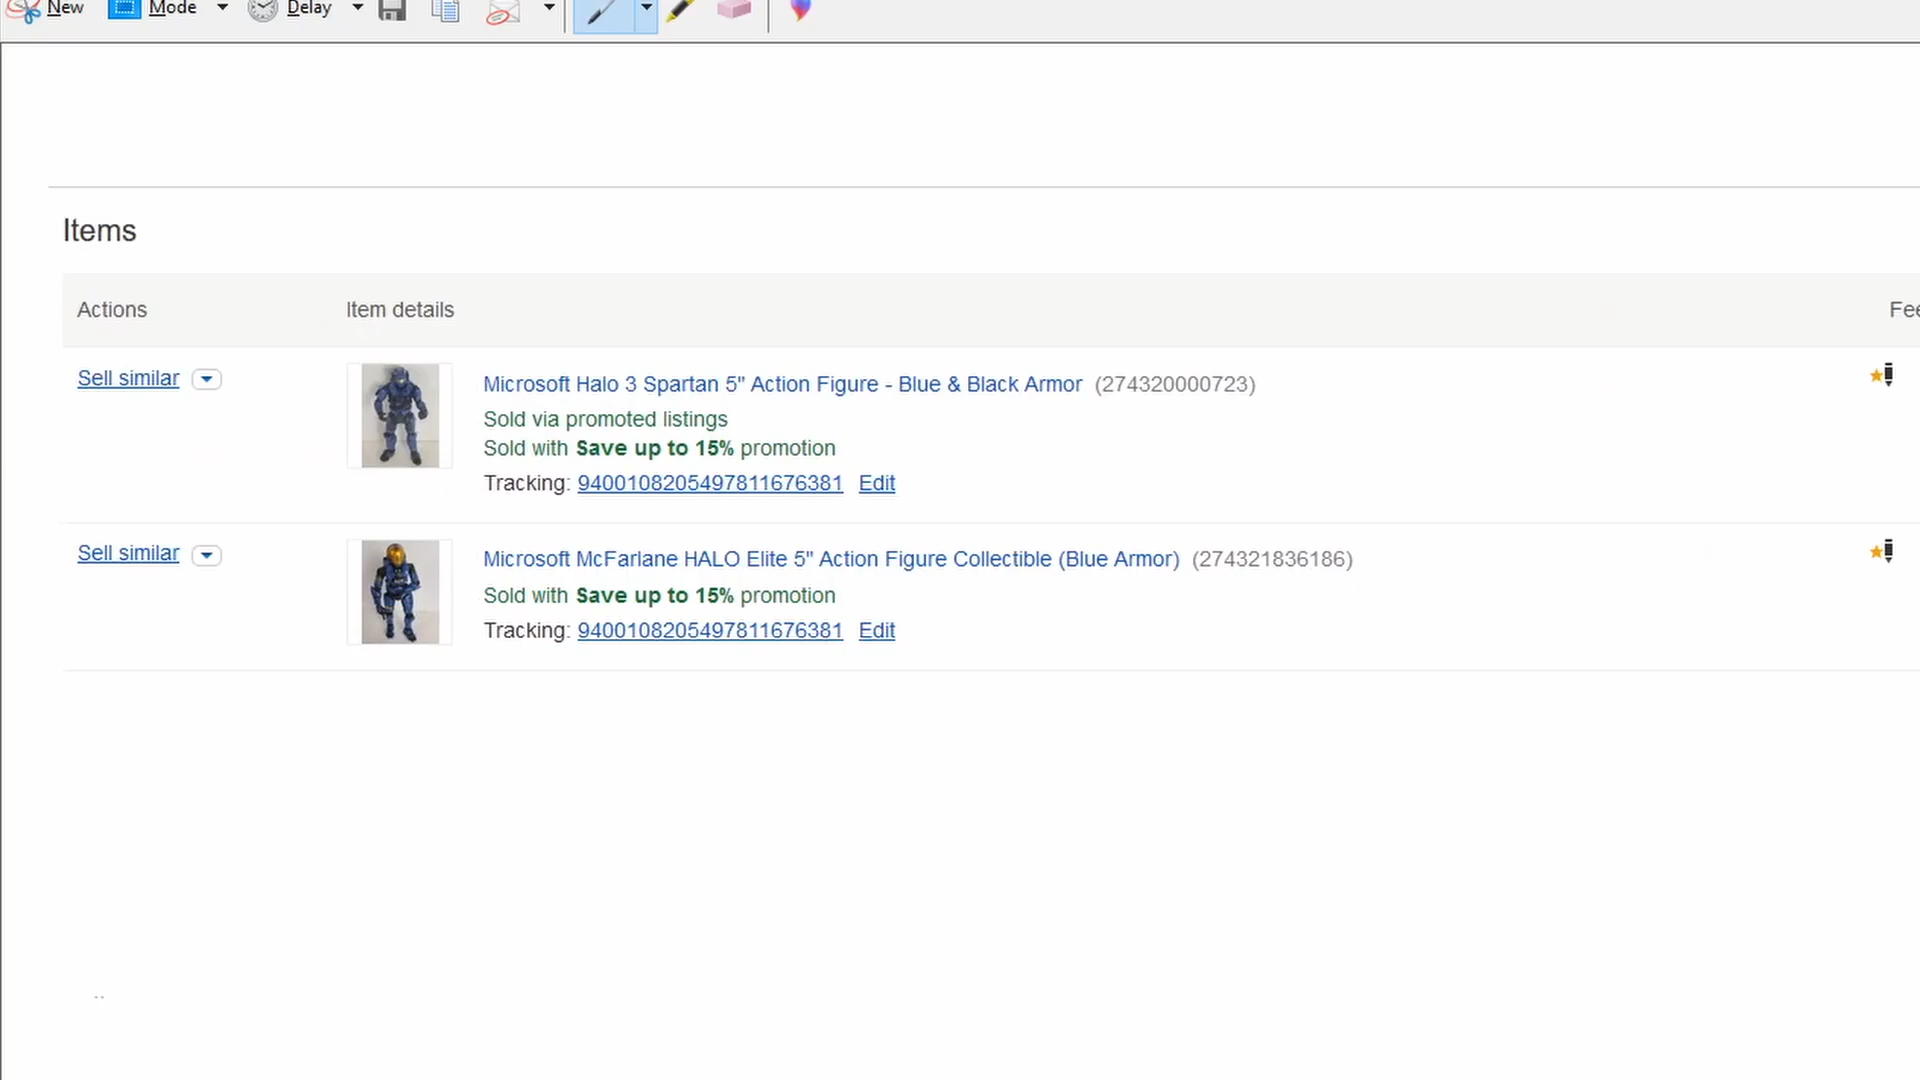 New Mode Delay
Items
Actions Item details Fee
Sell similar Microsoft Halo 3 Spartan 5" Action Figure - Blue & Black Armor (274320000723)
Sold via promoted listings
Sold with Save up to 15% promotion
Tracking: 9400108205497811676381 Edit
Sell similar Microsoft McFarlane HALO Elite 5" Action Figure Collectible (Blue Armor) (274321836186)
Sold with Save up to 15% promotion
Tracking: 9400108205497811676381 Edit